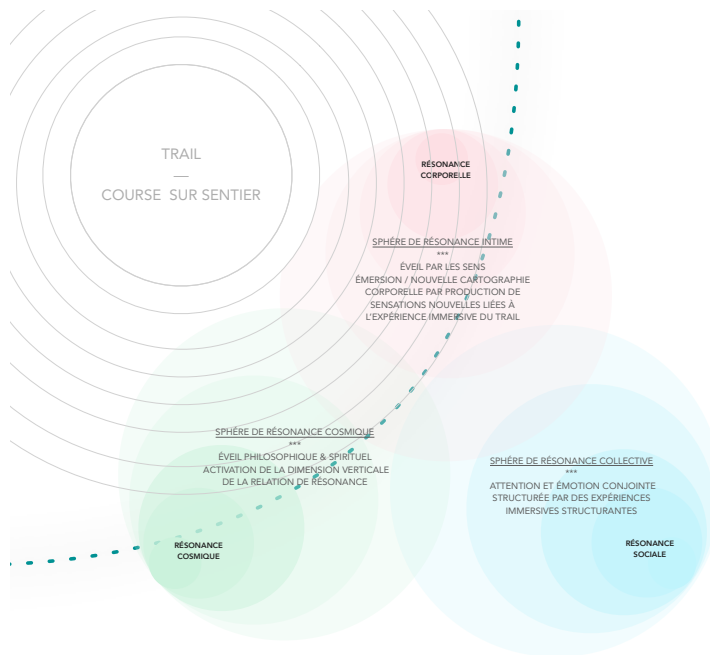 TRAIL
—
COURSE SUR SENTIER
RÉSONANCE
CORPORELLE
SPHÈRE DE RÉSONANCE INTIME
***
ÉVEIL PAR LES SENS
ÉMERSION / NOUVELLE CARTOGRAPHIE
CORPORELLE PAR PRODUCTION DE
SENSATIONS NOUVELLES LIÉES À
L'EXPÉRIENCE IMMERSIVE DU TRAIL
SPHÈRE DE RÉSONANCE COSMIQUE
***
ÉVEIL PHILOSOPHIQUE & SPIRITUEL
ACTIVATION DE LA DIMENSION VERTICALE
DE LA RELATION DE RÉSONANCE
RÉSONANCE
COSMIQUE
SPHÈRE DE RÉSONANCE COLLECTIVE
***
ATTENTION ET ÉMOTION CONJOINTE
STRUCTURÉE PAR DES EXPÉRIENCES
IMMERSIVES STRUCTURANTES
RÉSONANCE
SOCIALE